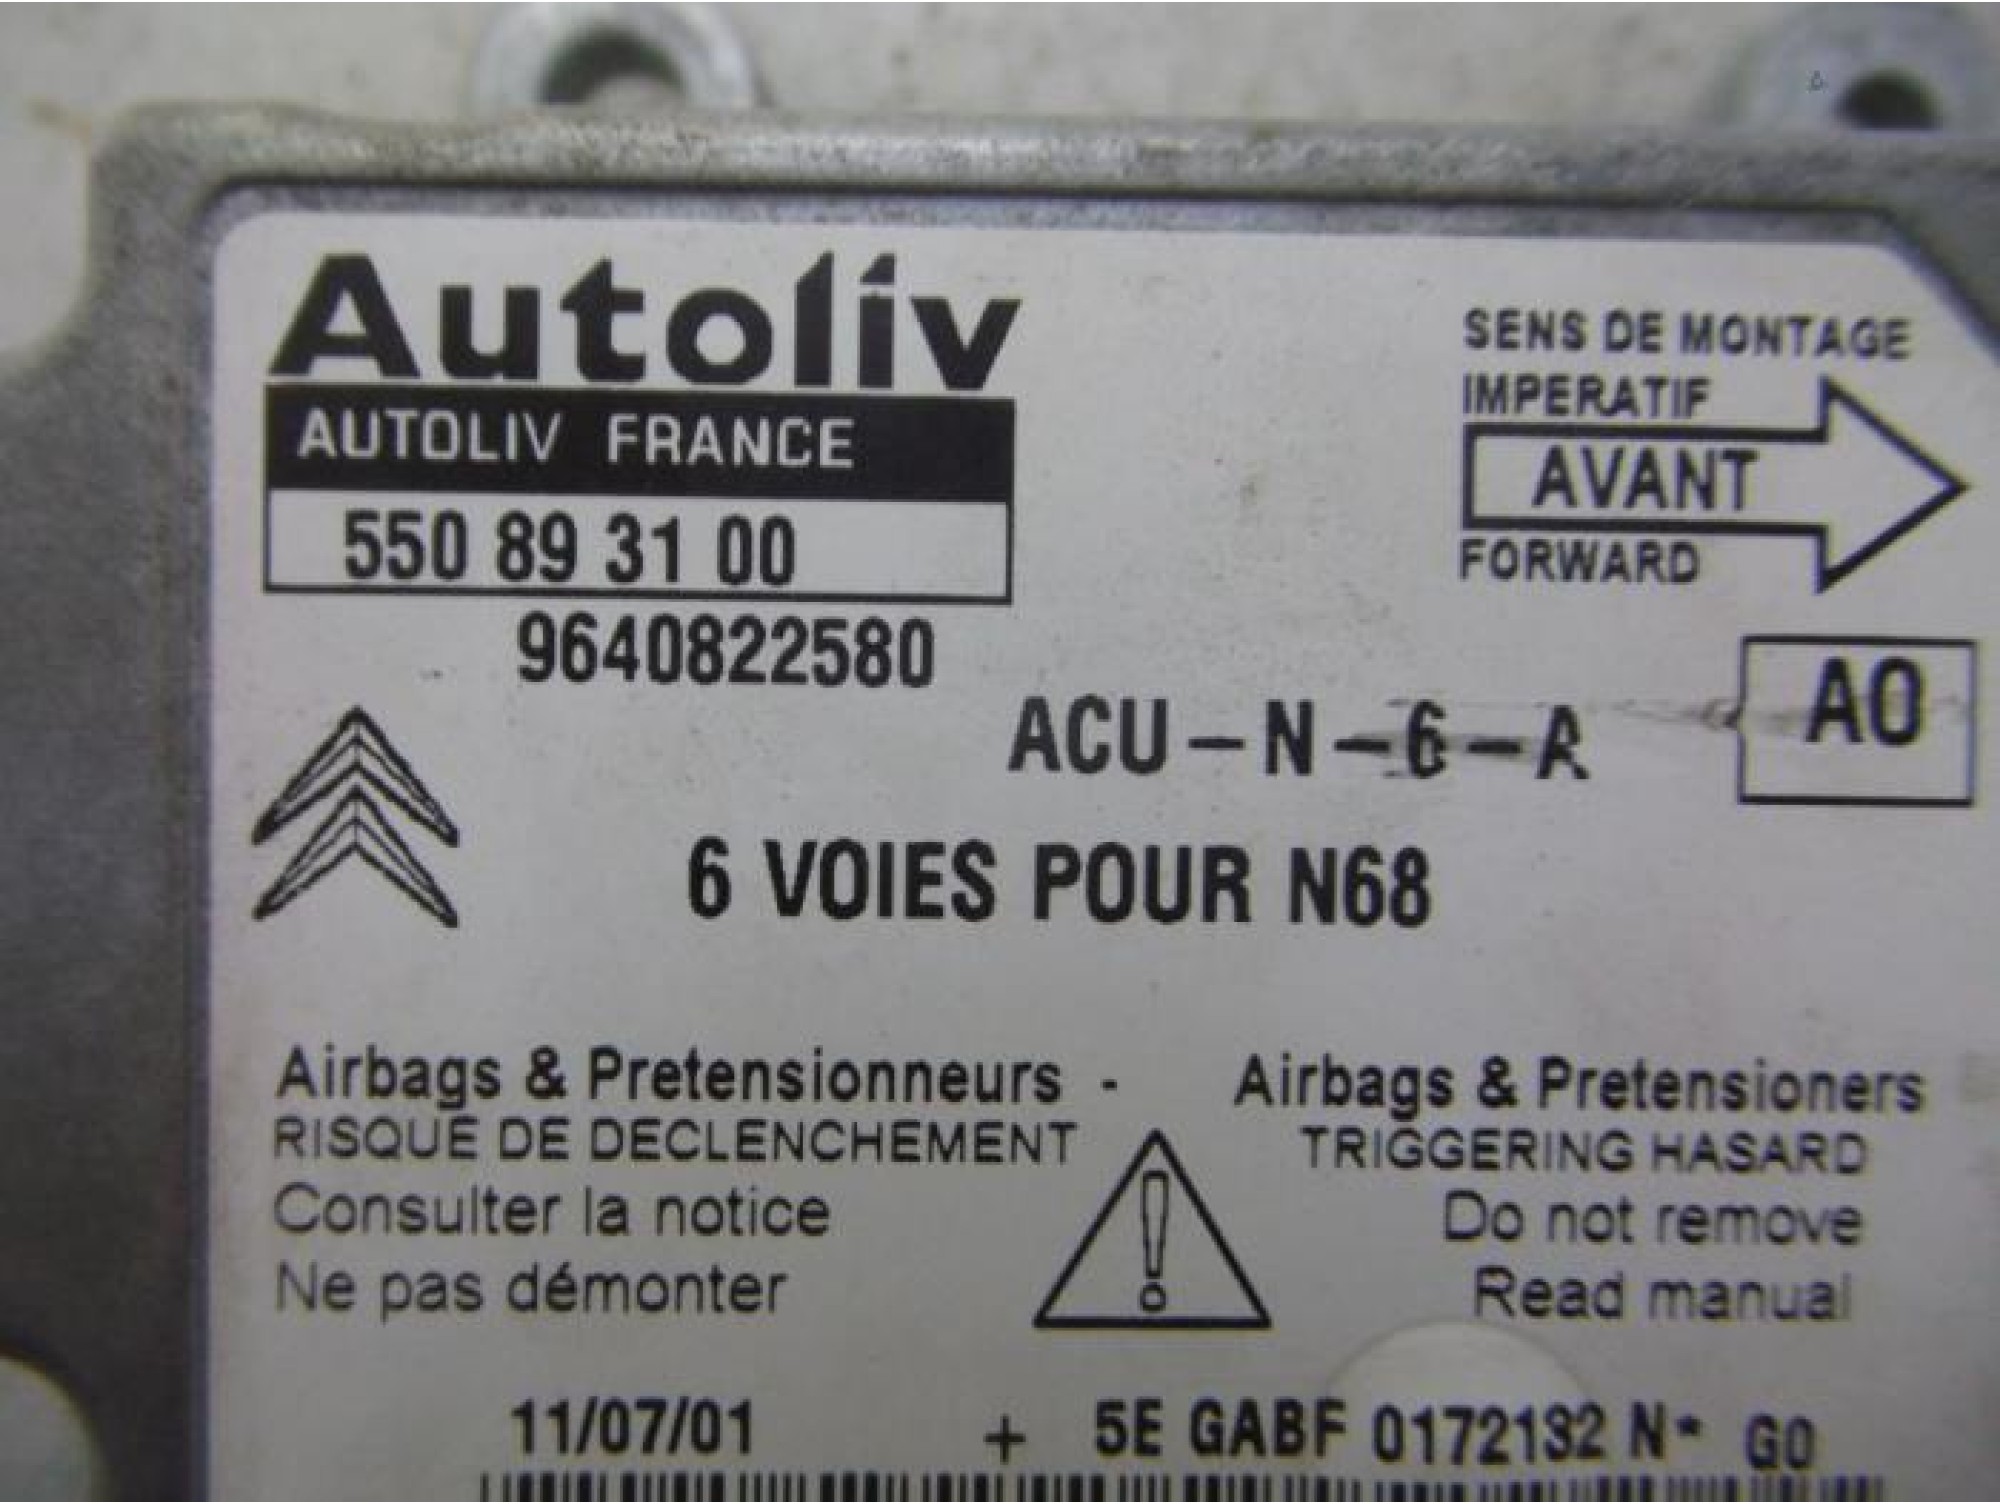 Autoliv
AUTOLIV FRANCE
550 89 31 00
9640822580
SENS DE MONTAGE
IMPERATIF
AVANT
FORWARD
A0
ACU-N-6-A
6 VOIES POUR N68
Airbags & Pretensionneurs - Airbags & Pretensioners
RISQUE DE DECLENCHEMENT TRIGGERING HASARD
Consulter la notice Do not remove
Ne pas démonter Read manual
11/07/01 + 5E GABF 0172132 N* G0